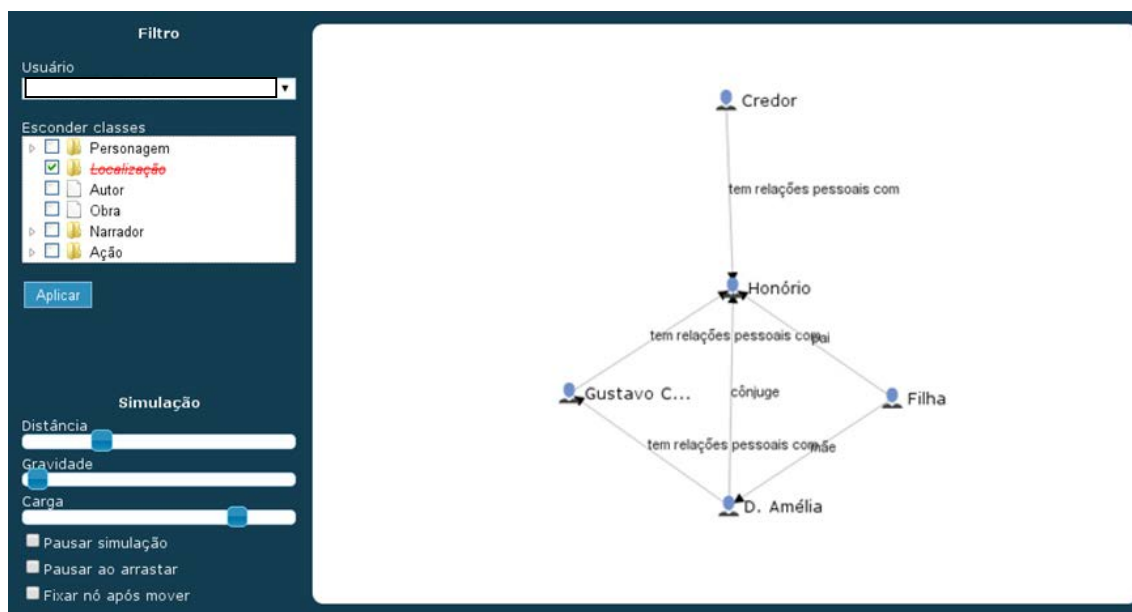 Filtro
Usuário
Esconder classes
Personagem
Localização
Autor
Obra
Narrador
Ação
Aplicar
Simulação
Distância
Gravidade
Carga
Pausar simulação
Pausar ao arrastar
Fixar nó após mover
Credor
tem relações pessoais com
Honório
tem relações pessoais com
pai
Gustavo C...
cônjuge
Filha
tem relações pessoais com
mãe
D. Amélia